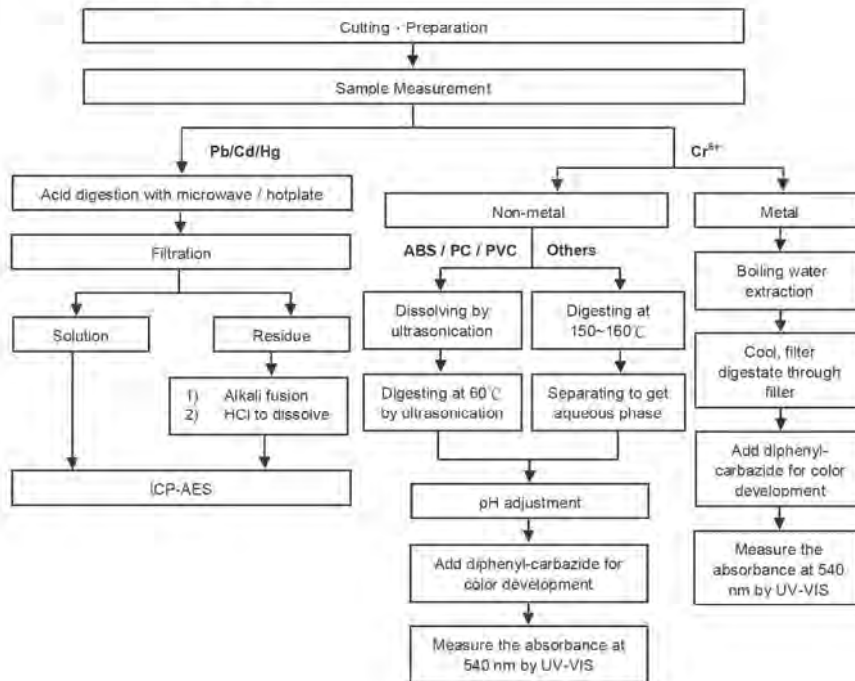 Cutting · Preparation
Sample Measurement
Pb/Cd/Hg
Cr6+
Acid digestion with microwave / hotplate
Non-metal
Metal
Filtration
ABS / PC / PVC
Others
Boiling water
extraction
Solution
Residue
Dissolving by
ultrasonication
Digesting at
150~160℃
1) Alkali fusion
2) HCl to dissolve
Digesting at 60℃
by ultrasonication
Separating to get
aqueous phase
Cool, filter
digestate through
filter
ICP-AES
pH adjustment
Add diphenyl-
carbazide for color
development
Add diphenyl-carbazide for
color development
Measure the
absorbance at 540
nm by UV-VIS
Measure the absorbance at
540 nm by UV-VIS